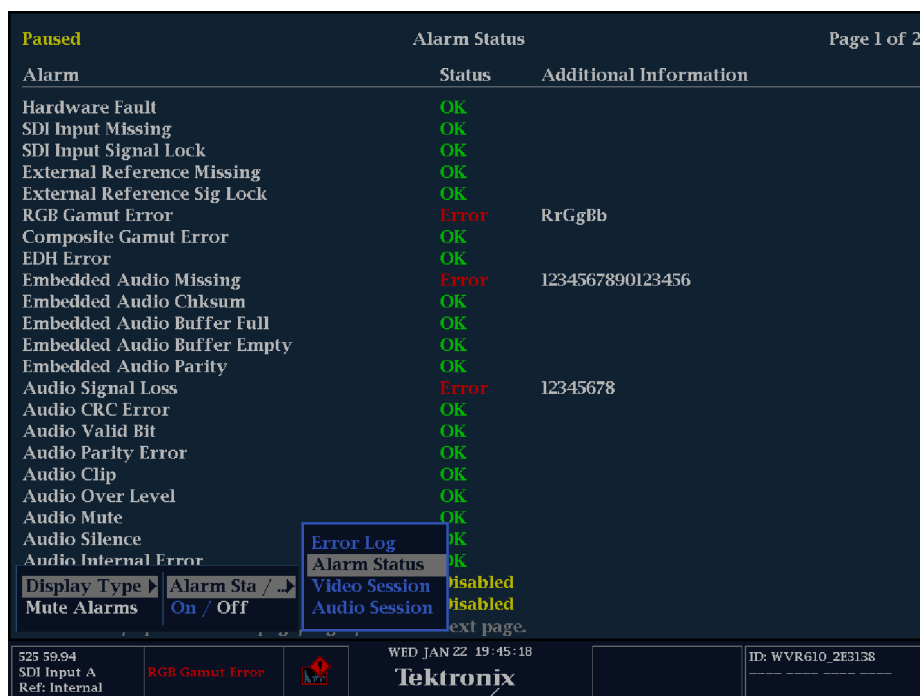 Paused Alarm Status Page 1 of 2
Alarm Status Additional Information
Hardware Fault OK
SDI Input Missing OK
SDI Input Signal Lock OK
External Reference Missing OK
External Reference Sig Lock OK
RGB Gamut Error Error RrGgBb
Composite Gamut Error OK
EDH Error OK
Embedded Audio Missing Error 1234567890123456
Embedded Audio Chksum OK
Embedded Audio Buffer Full OK
Embedded Audio Buffer Empty OK
Embedded Audio Parity OK
Audio Signal Loss Error 12345678
Audio CRC Error OK
Audio Valid Bit OK
Audio Parity Error OK
Audio Clip OK
Audio Over Level OK
Audio Mute OK
Audio Silence OK
Audio Internal Error OK
Error Log
Alarm Status
Display Type Alarm Sta / ... Video Session Disabled
Mute Alarms On / Off Audio Session Disabled
next page.
525 59.94
SDI Input A
Ref: Internal
RGB Gamut Error
WED JAN 22 19:45:18
Tektronix
ID: WVR610_2E3138
---- ---- ---- ----